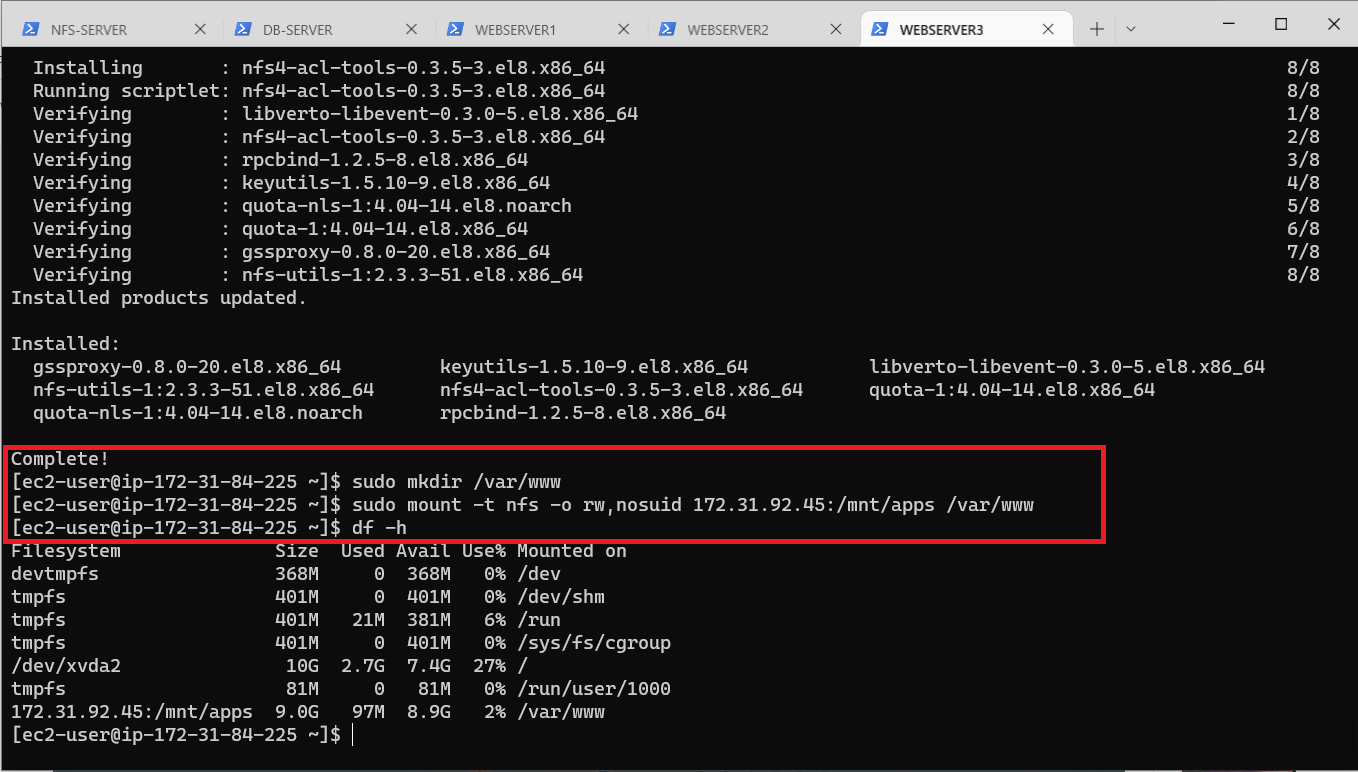 NFS-SERVER DB-SERVER WEBSERVER1 WEBSERVER2 WEBSERVER3
Installing : nfs4-acl-tools-0.3.5-3.el8.x86_64 8/8
Running scriptlet: nfs4-acl-tools-0.3.5-3.el8.x86_64 8/8
Verifying : libverto-libevent-0.3.0-5.el8.x86_64 1/8
Verifying : nfs4-acl-tools-0.3.5-3.el8.x86_64 2/8
Verifying : rpcbind-1.2.5-8.el8.x86_64 3/8
Verifying : keyutils-1.5.10-9.el8.x86_64 4/8
Verifying : quota-nls-1:4.04-14.el8.noarch 5/8
Verifying : quota-1:4.04-14.el8.x86_64 6/8
Verifying : gssproxy-0.8.0-20.el8.x86_64 7/8
Verifying : nfs-utils-1:2.3.3-51.el8.x86_64 8/8
Installed products updated.
Installed:
gssproxy-0.8.0-20.el8.x86_64 keyutils-1.5.10-9.el8.x86_64 libverto-libevent-0.3.0-5.el8.x86_64
nfs-utils-1:2.3.3-51.el8.x86_64 nfs4-acl-tools-0.3.5-3.el8.x86_64 quota-1:4.04-14.el8.x86_64
quota-nls-1:4.04-14.el8.noarch rpcbind-1.2.5-8.el8.x86_64
Complete!
[ec2-user@ip-172-31-84-225 ~]$ sudo mkdir /var/www
[ec2-user@ip-172-31-84-225 ~]$ sudo mount -t nfs -o rw,nosuid 172.31.92.45:/mnt/apps /var/www
[ec2-user@ip-172-31-84-225 ~]$ df -h
Filesystem Size Used Avail Use% Mounted on
devtmpfs 368M 0 368M 0% /dev
tmpfs 401M 0 401M 0% /dev/shm
tmpfs 401M 21M 381M 6% /run
tmpfs 401M 0 401M 0% /sys/fs/cgroup
/dev/xvda2 10G 2.7G 7.4G 27% /
tmpfs 81M 0 81M 0% /run/user/1000
172.31.92.45:/mnt/apps 9.0G 97M 8.9G 2% /var/www
[ec2-user@ip-172-31-84-225 ~]$